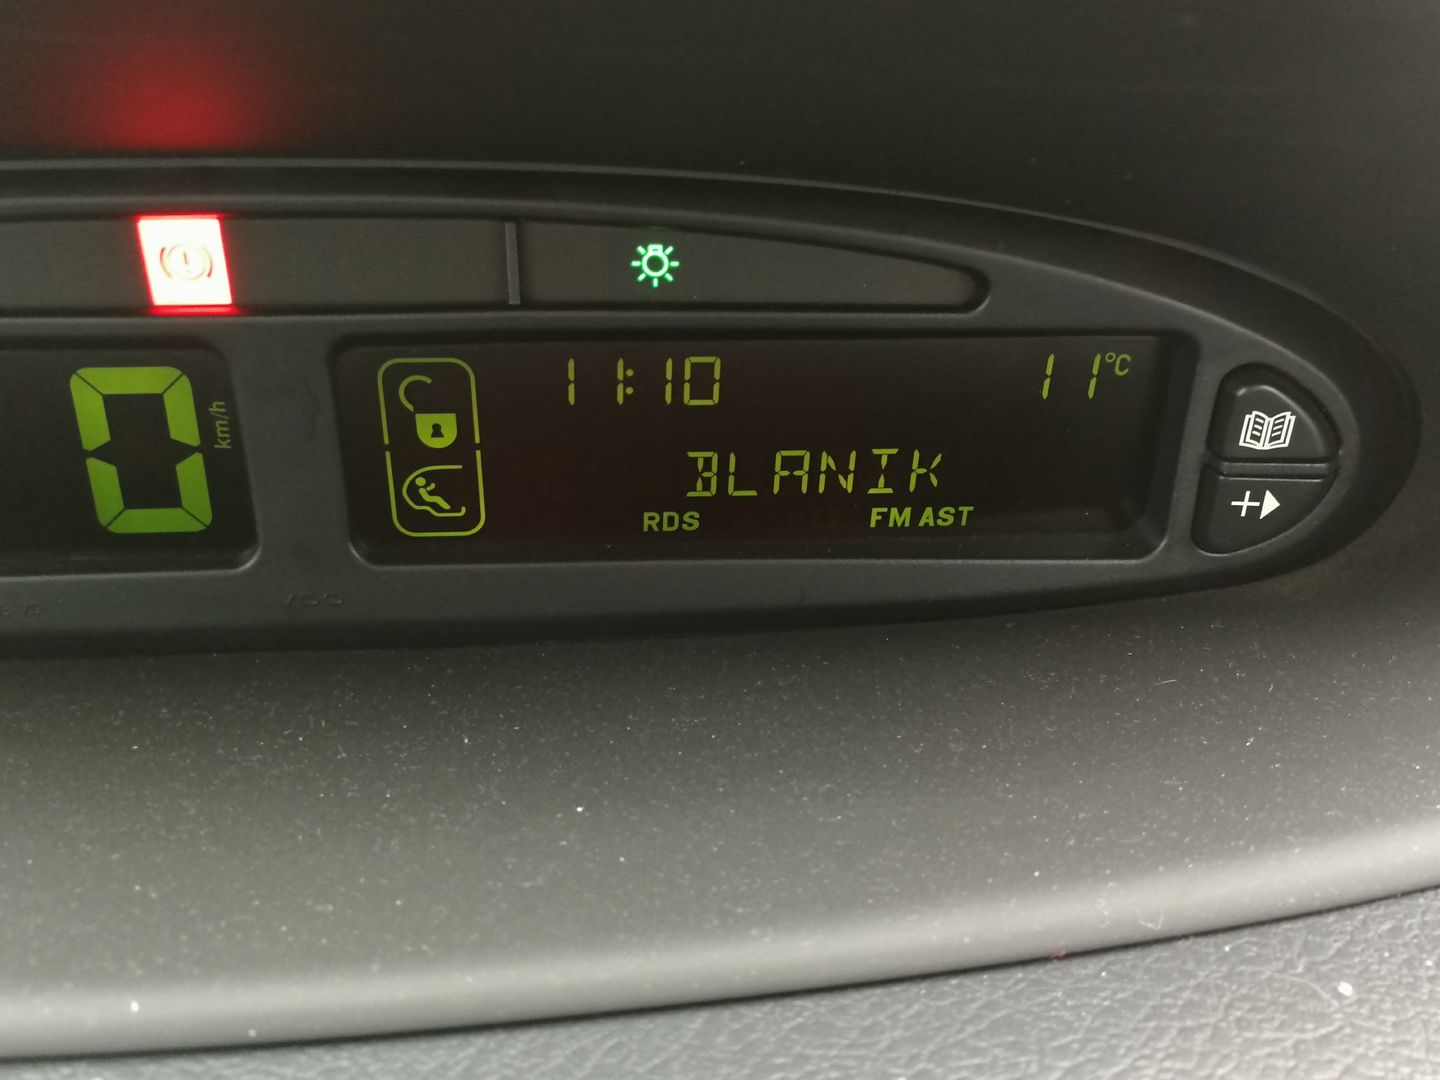 11:10 11°C
0 km/h
BLANIK
RDS FM AST